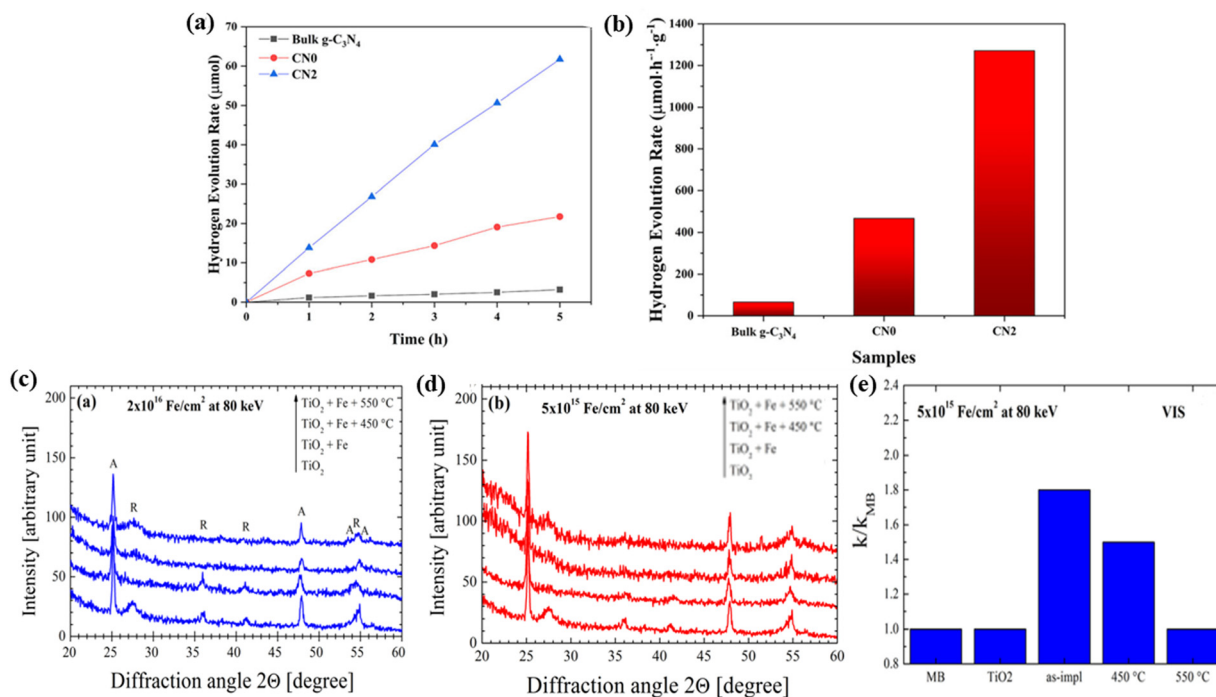 (a)
Hydrogen Evolution Rate (μmol)
70
60
50
40
30
20
10
0
Bulk g-C₃N₄
CN0
CN2
0 1 2 3 4 5
Time (h)
(b)
Hydrogen Evolution Rate (μmol·h⁻¹·g⁻¹)
1400
1200
1000
800
600
400
200
0
Bulk g-C₃N₄ CN0 CN2
Samples
(c)
(a) 2x10¹⁶ Fe/cm² at 80 keV
TiO₂ + Fe + 550 °C
TiO₂ + Fe + 450 °C
TiO₂ + Fe
TiO₂
Intensity [arbitrary unit]
200
150
100
50
0
A R R R A A R A
20 25 30 35 40 45 50 55 60
Diffraction angle 2Θ [degree]
(d)
(b) 5x10¹⁵ Fe/cm² at 80 keV
TiO₂ + Fe + 550 °C
TiO₂ + Fe + 450 °C
TiO₂ + Fe
TiO₂
Intensity [arbitrary unit]
200
150
100
50
0
20 25 30 35 40 45 50 55 60
Diffraction angle 2Θ [degree]
(e)
5x10¹⁵ Fe/cm² at 80 keV VIS
k/k_MB
2.4
2.2
2.0
1.8
1.6
1.4
1.2
1.0
0.8
MB TiO2 as-impl 450 °C 550 °C